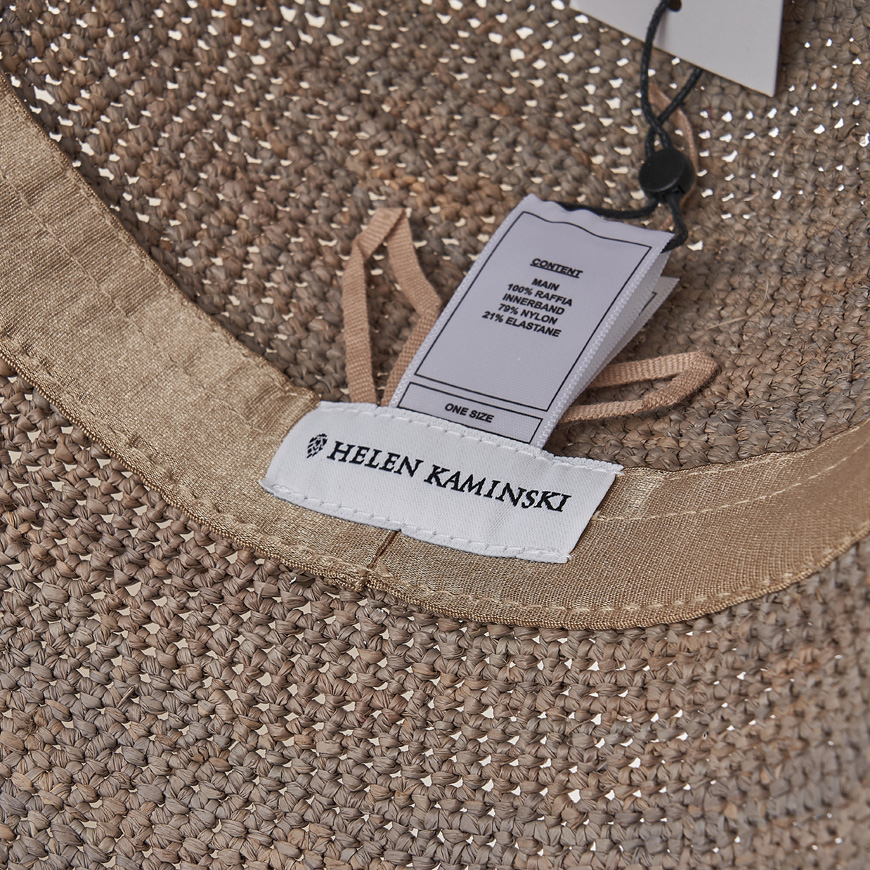 CONTENT
MAIN
100% RAFFIA
INNERBAND
79% NYLON
21% ELASTANE
ONE SIZE
HELEN KAMINSKI